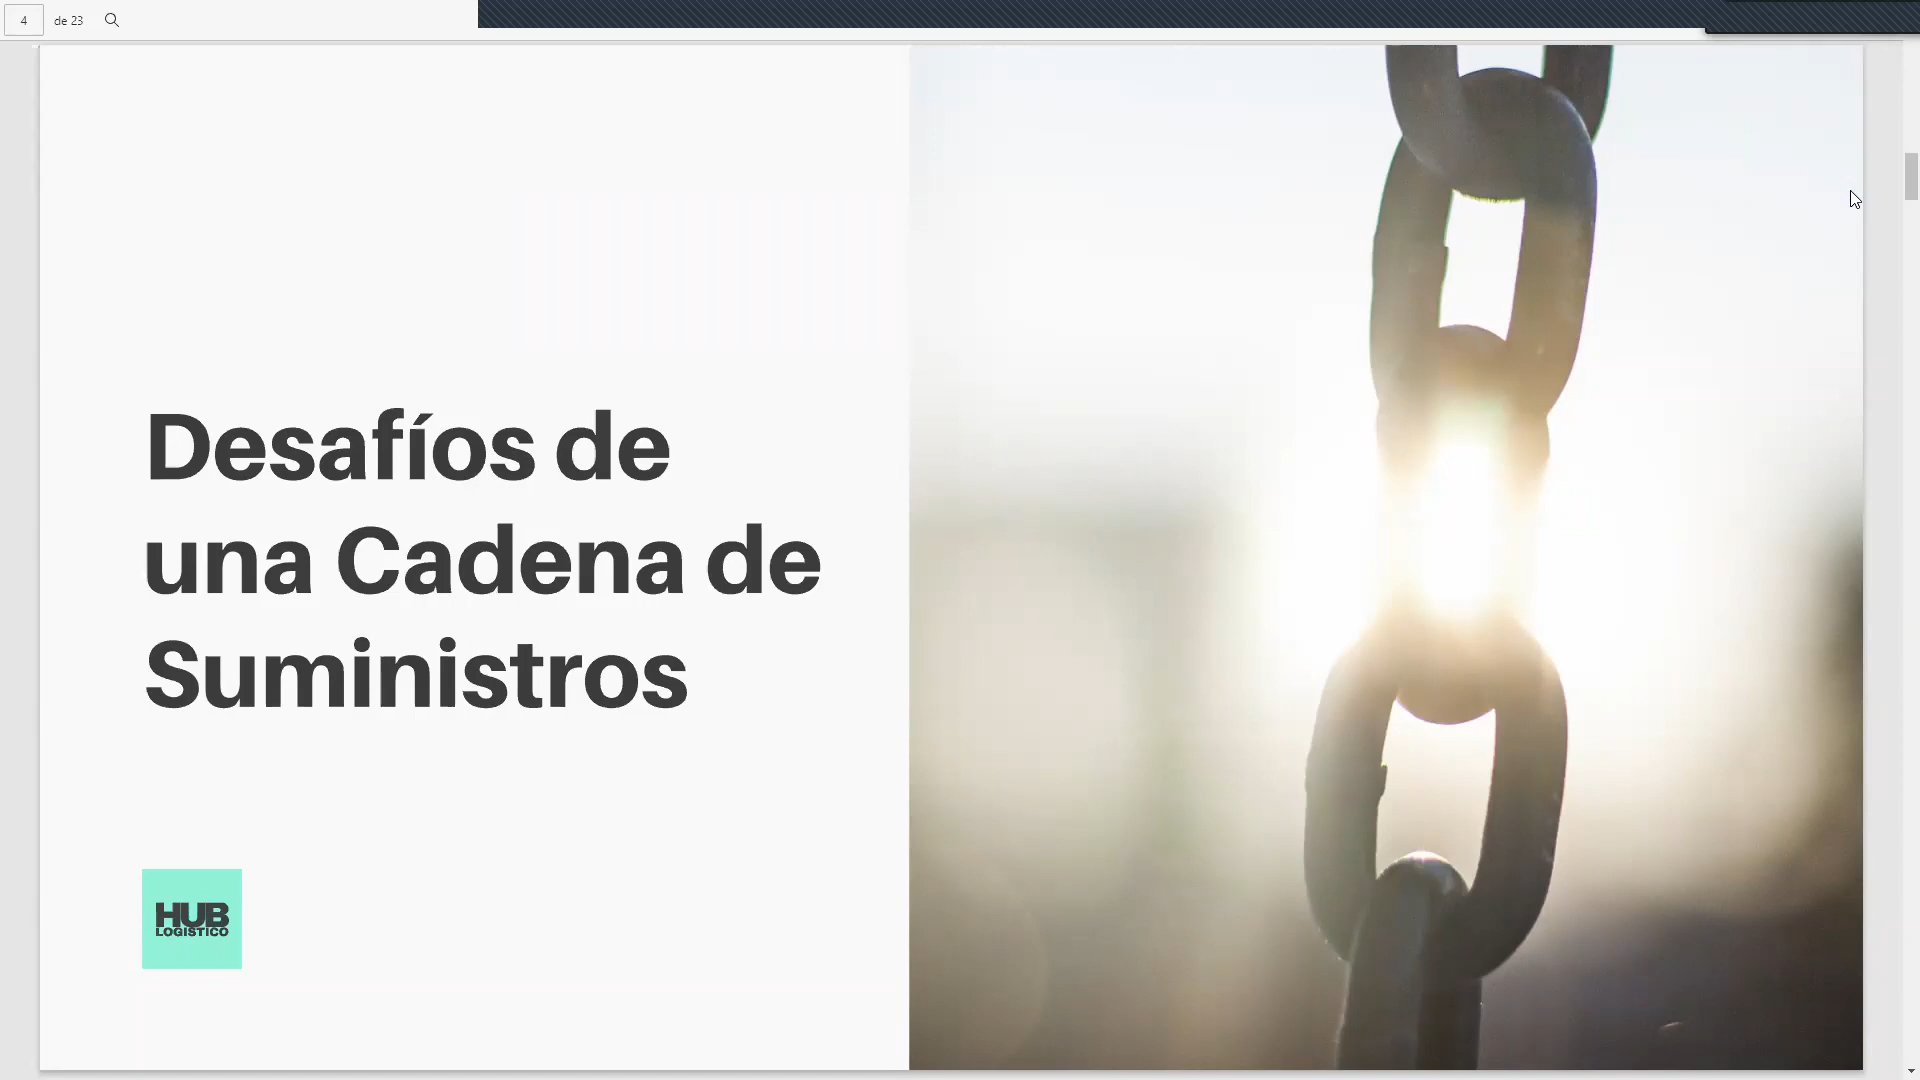 4 de 23
Desafíos de
una Cadena de
Suministros
HUB
LOGISTICO